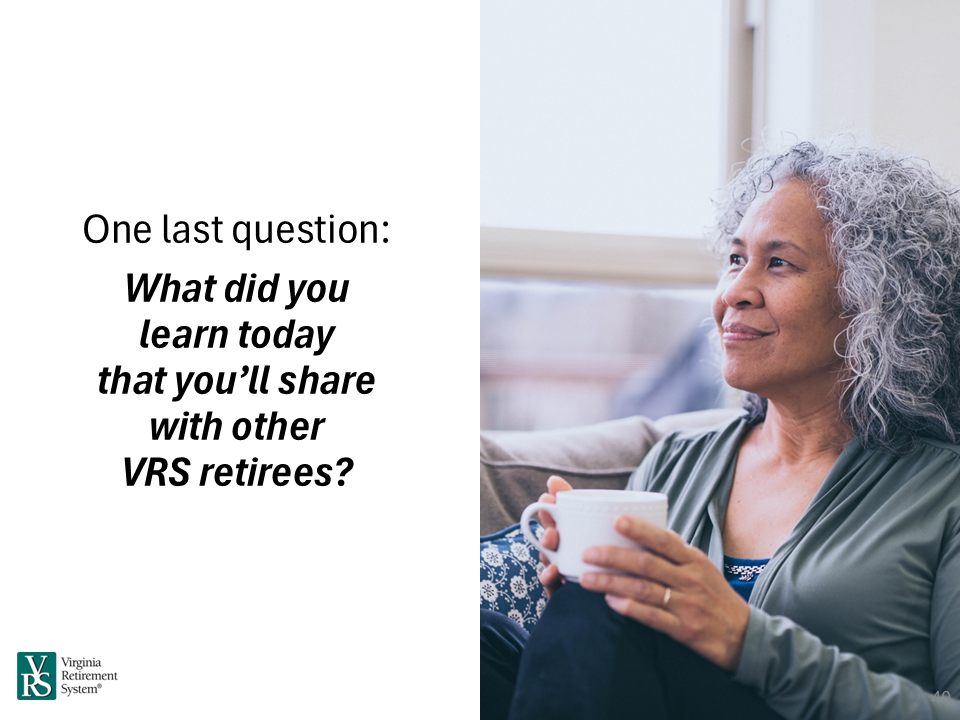 One last question:
What did you
learn today
that you’ll share
with other
VRS retirees?
VRS
Virginia
Retirement
System®
40